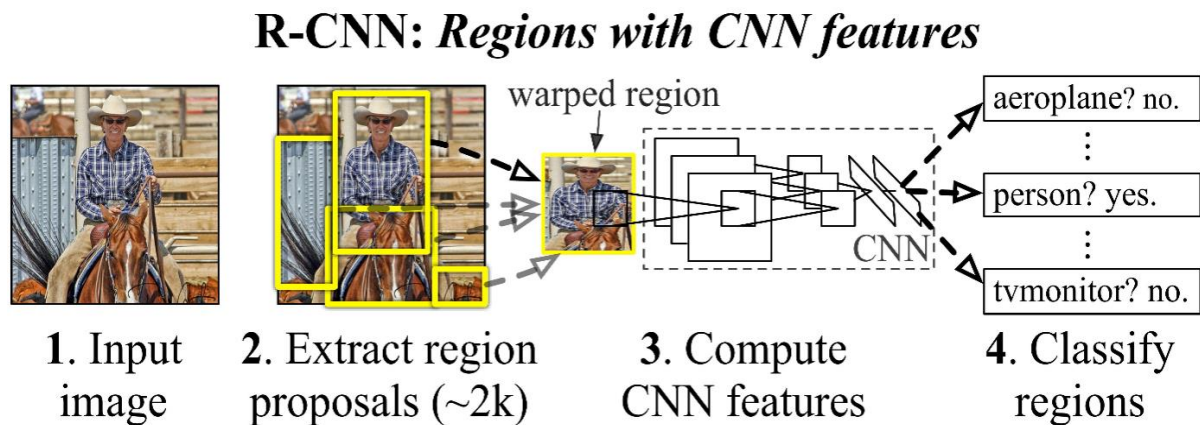 R-CNN: Regions with CNN features
warped region
aeroplane? no.
person? yes.
tvmonitor? no.
CNN
1. Input
image
2. Extract region
proposals (~2k)
3. Compute
CNN features
4. Classify
regions